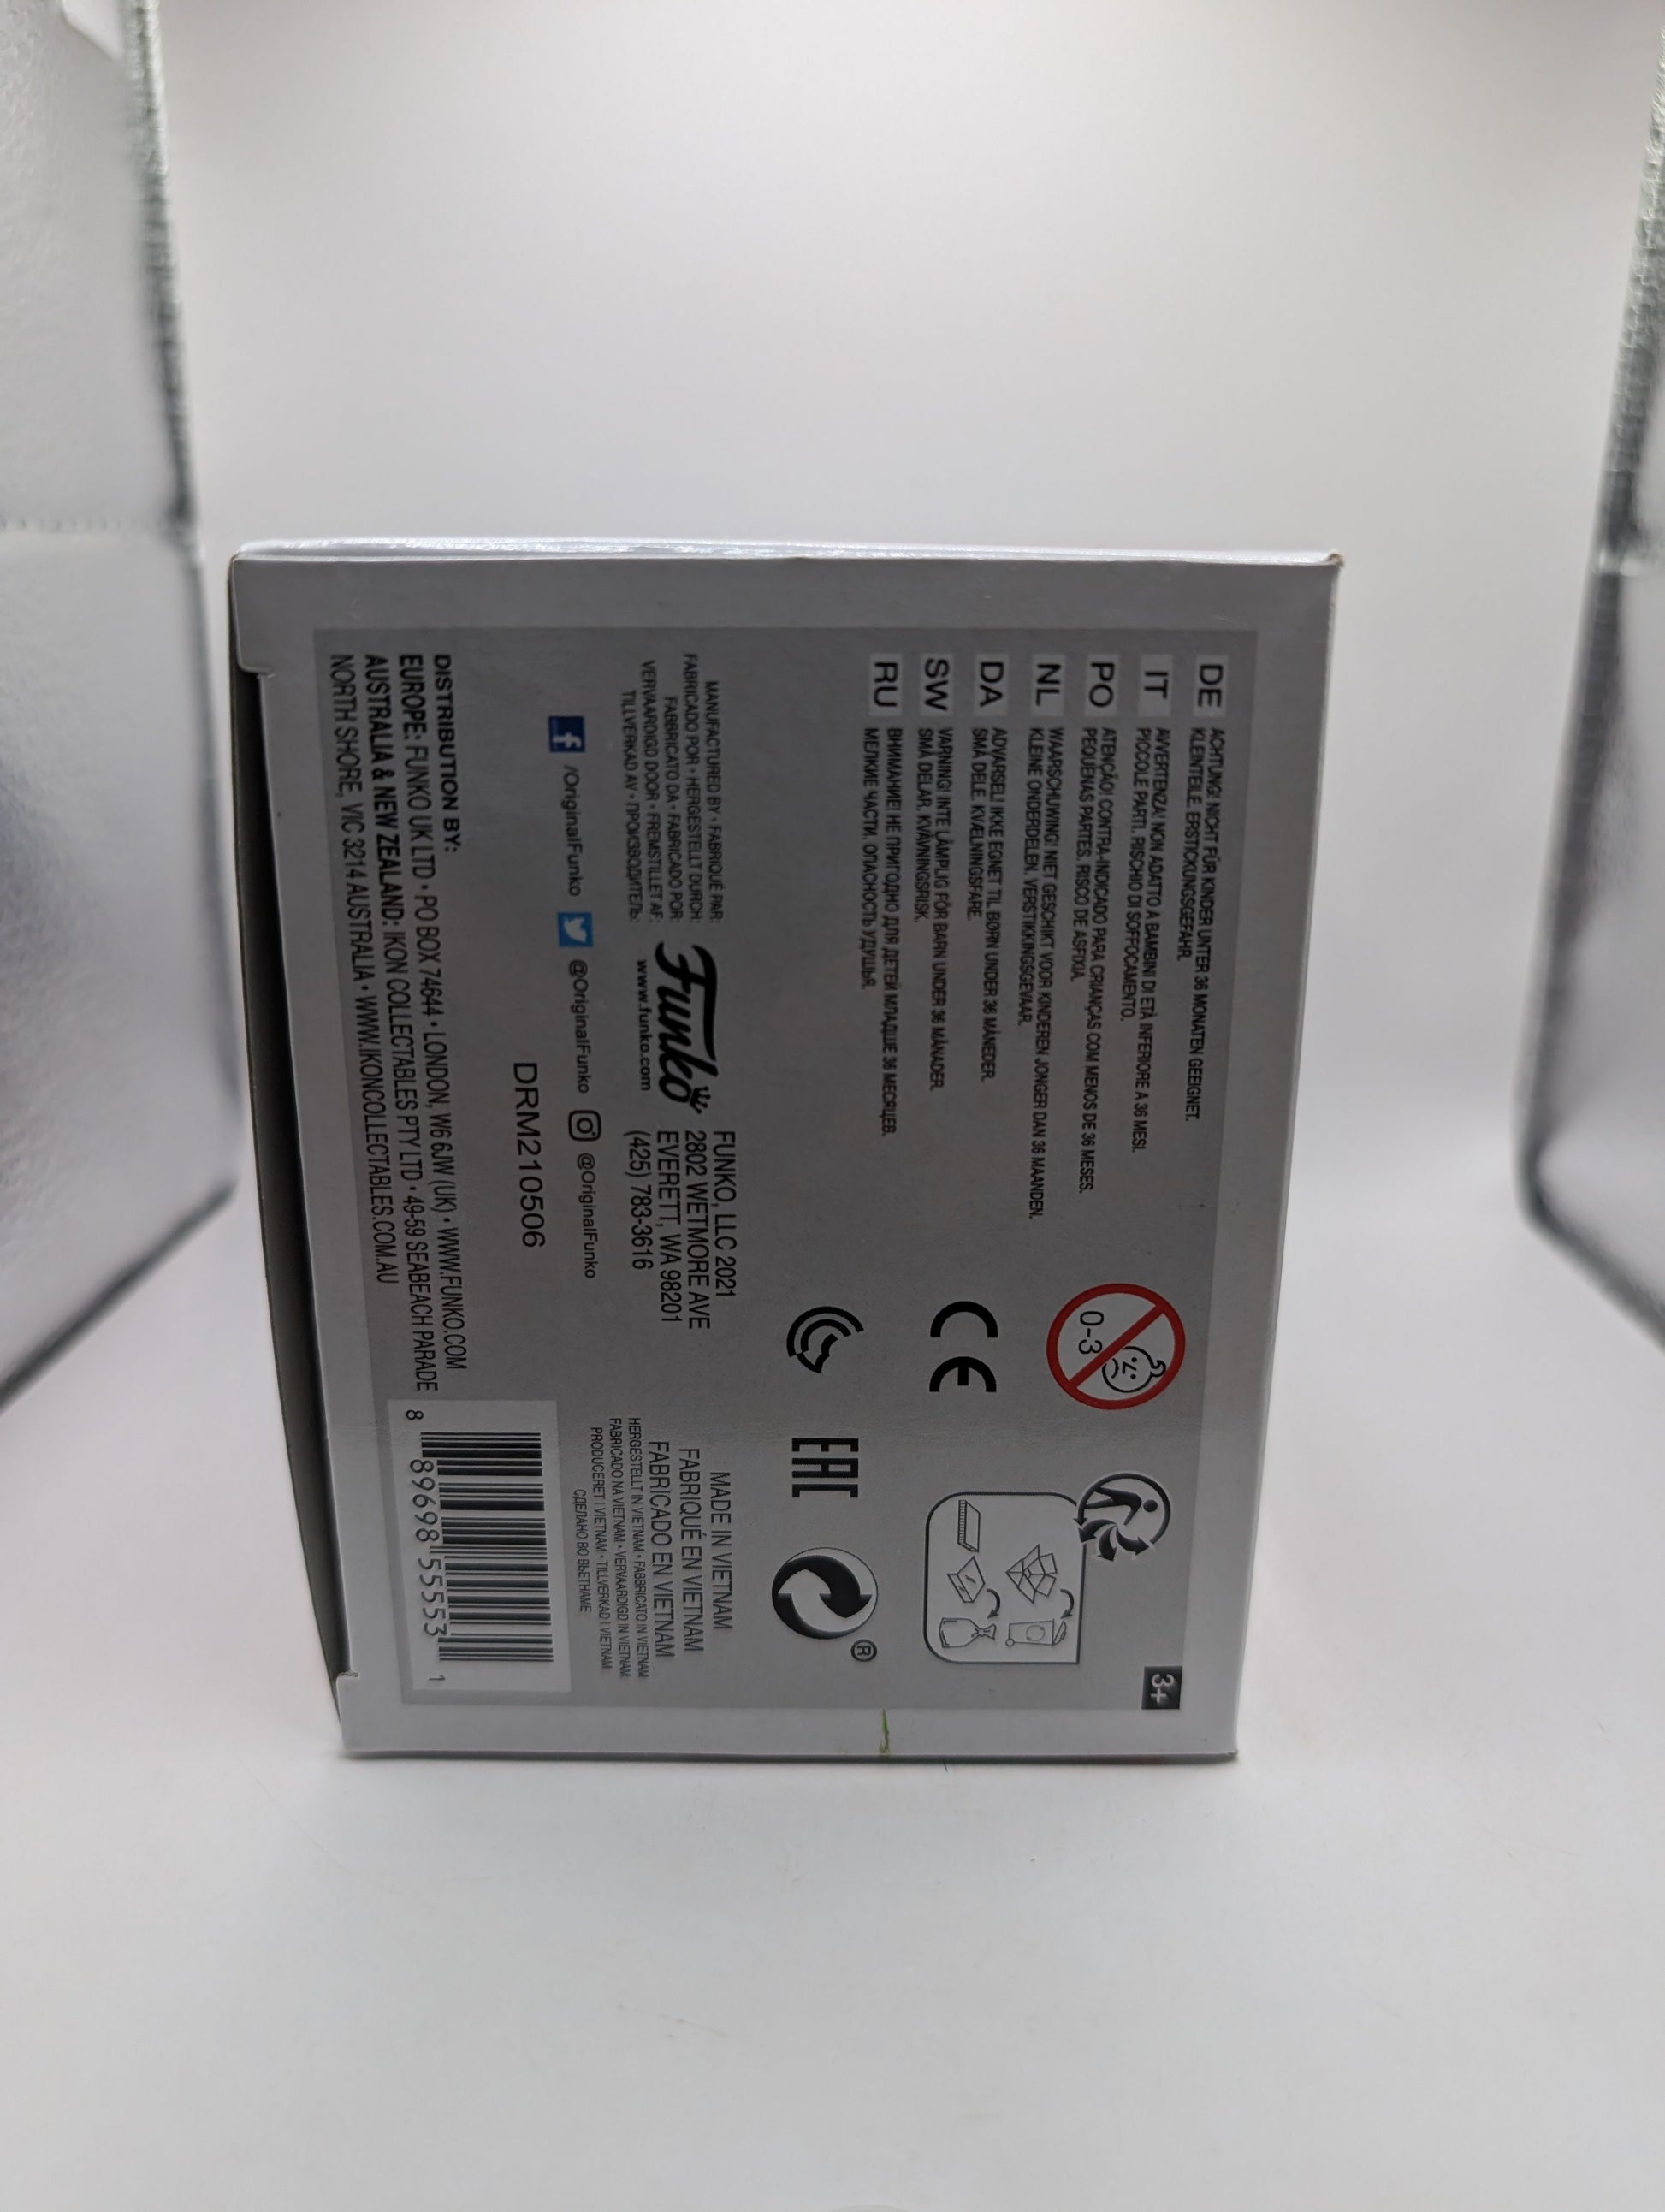 DE ACHTUNG! NICHT FÜR KINDER UNTER 36 MONATEN GEEIGNET.
KLEINTEILE. ERSTICKUNGSGEFAHR.
IT AVVERTENZA! NON ADATTO A BAMBINI DI ETÀ INFERIORE A 36 MESI.
PICCOLE PARTI. RISCHIO DI SOFFOCAMENTO.
PO ATENÇÃO! CONTRA-INDICADO PARA CRIANÇAS COM MENOS DE 36 MESES.
PEQUENAS PARTES. RISCO DE ASFIXIA.
NL WAARSCHUWING! NIET GESCHIKT VOOR KINDEREN JONGER DAN 36 MAANDEN.
KLEINE ONDERDELEN. VERSTIKKINGSGEVAAR.
DA ADVARSEL! IKKE EGNET TIL BØRN UNDER 36 MÅNEDER.
SMÅ DELE. KVÆLNINGSFARE.
SW VARNING! INTE LÄMPLIG FÖR BARN UNDER 36 MÅNADER.
SMÅ DELAR. KVÄVNINGSRISK.
RU ВНИМАНИЕ! НЕ ПРИГОДНО ДЛЯ ДЕТЕЙ МЛАДШЕ 36 МЕСЯЦЕВ.
МЕЛКИЕ ЧАСТИ. ОПАСНОСТЬ УДУШЬЯ.
3+
0-3
CE
EAC
®
MANUFACTURED BY • FABRIQUÉ PAR:
FABRICADO POR • HERGESTELLT DURCH:
FABBRICATO DA • FABRICADO POR:
VERVAARDIGD DOOR • FREMSTILLET AF:
TILLVERKAD AV • ПРОИЗВОДИТЕЛЬ:
Funko
www.funko.com
FUNKO, LLC 2021
2802 WETMORE AVE
EVERETT, WA 98201
(425) 783-3616
MADE IN VIETNAM
FABRIQUÉ EN VIETNAM
FABRICADO EN VIETNAM
HERGESTELLT IN VIETNAM • FABBRICATO IN VIETNAM
FABRICADO NA VIETNAM • VERVAARDIGD IN VIETNAM
PRODUCERET I VIETNAM • TILLVERKAD I VIETNAM
СДЕЛАНО ВО ВЬЕТНАМЕ
/OriginalFunko @OriginalFunko @OriginalFunko
DRM210506
DISTRIBUTION BY:
EUROPE: FUNKO UK LTD • PO BOX 74644 • LONDON, W6 6JW (UK) • WWW.FUNKO.COM
AUSTRALIA & NEW ZEALAND: IKON COLLECTABLES PTY LTD • 49-59 SEABEACH PARADE
NORTH SHORE, VIC 3214 AUSTRALIA • WWW.IKONCOLLECTABLES.COM.AU
8 89698 55553 1